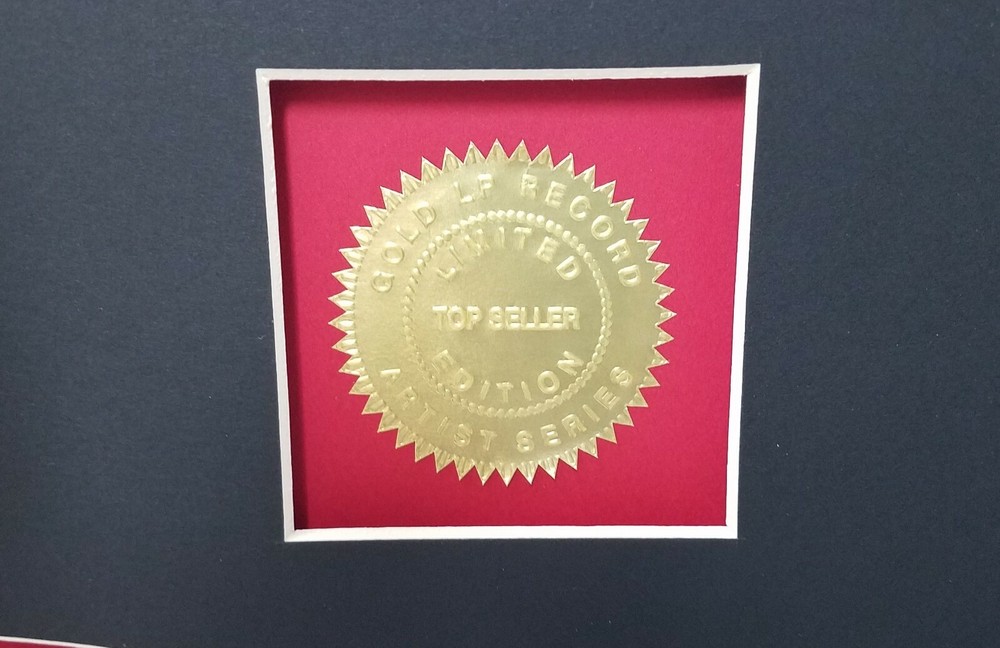 GOLD LP RECORD
LIMITED
TOP SELLER
EDITION
ARTIST SERIES